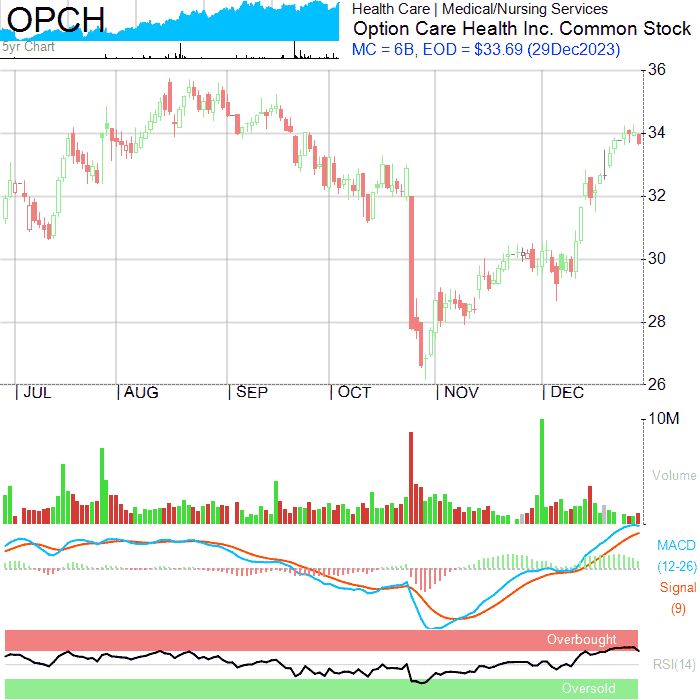 OPCH
5yr Chart
Health Care | Medical/Nursing Services
Option Care Health Inc. Common Stock
MC = 6B, EOD = $33.69 (29Dec2023)
36
34
32
30
28
26
JUL AUG SEP OCT NOV DEC
10M
Volume
MACD
(12-26)
Signal
(9)
Overbought
RSI(14)
Oversold